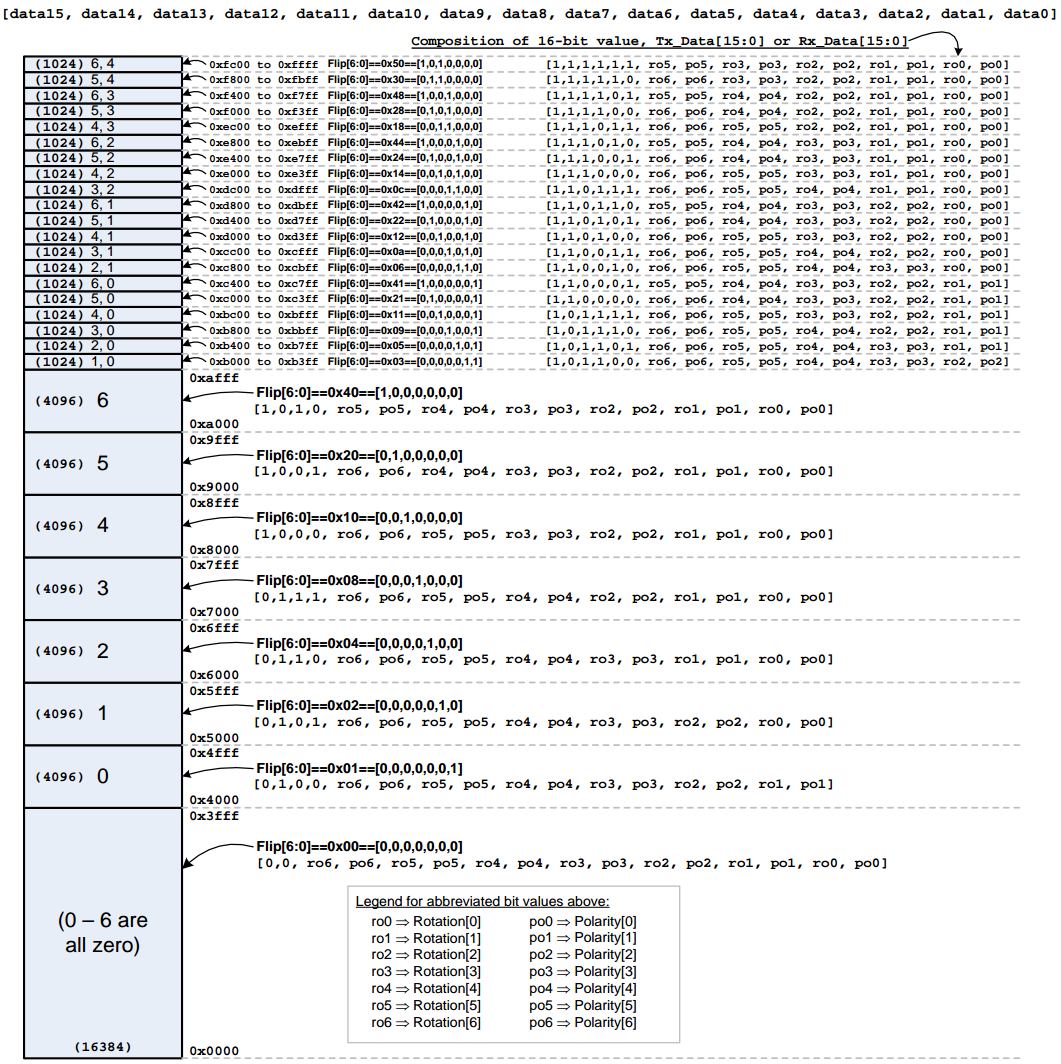 [data15, data14, data13, data12, data11, data10, data9, data8, data7, data6, data5, data4, data3, data2, data1, data0]
Composition of 16-bit value, Tx_Data[15:0] or Rx_Data[15:0]
(1024) 6, 4 0xfc00 to 0xffff Flip[6:0]==0x50==[1,0,1,0,0,0,0] [1,1,1,1,1,1, ro5, po5, ro3, po3, ro2, po2, ro1, po1, ro0, po0]
(1024) 5, 4 0xf800 to 0xfbff Flip[6:0]==0x30==[0,1,1,0,0,0,0] [1,1,1,1,1,0, ro6, po6, ro3, po3, ro2, po2, ro1, po1, ro0, po0]
(1024) 6, 3 0xf400 to 0xf7ff Flip[6:0]==0x48==[1,0,0,1,0,0,0] [1,1,1,1,0,1, ro5, po5, ro4, po4, ro2, po2, ro1, po1, ro0, po0]
(1024) 5, 3 0xf000 to 0xf3ff Flip[6:0]==0x28==[0,1,0,1,0,0,0] [1,1,1,1,0,0, ro6, po6, ro4, po4, ro2, po2, ro1, po1, ro0, po0]
(1024) 4, 3 0xec00 to 0xefff Flip[6:0]==0x18==[0,0,1,1,0,0,0] [1,1,1,0,1,1, ro6, po6, ro5, po5, ro2, po2, ro1, po1, ro0, po0]
(1024) 6, 2 0xe800 to 0xebff Flip[6:0]==0x44==[1,0,0,0,1,0,0] [1,1,1,0,1,0, ro5, po5, ro4, po4, ro3, po3, ro1, po1, ro0, po0]
(1024) 5, 2 0xe400 to 0xe7ff Flip[6:0]==0x24==[0,1,0,0,1,0,0] [1,1,1,0,0,1, ro6, po6, ro4, po4, ro3, po3, ro1, po1, ro0, po0]
(1024) 4, 2 0xe000 to 0xe3ff Flip[6:0]==0x14==[0,0,1,0,1,0,0] [1,1,1,0,0,0, ro6, po6, ro5, po5, ro3, po3, ro1, po1, ro0, po0]
(1024) 3, 2 0xdc00 to 0xdfff Flip[6:0]==0x0c==[0,0,0,1,1,0,0] [1,1,0,1,1,1, ro6, po6, ro5, po5, ro4, po4, ro1, po1, ro0, po0]
(1024) 6, 1 0xd800 to 0xdbff Flip[6:0]==0x42==[1,0,0,0,0,1,0] [1,1,0,1,1,0, ro5, po5, ro4, po4, ro3, po3, ro2, po2, ro0, po0]
(1024) 5, 1 0xd400 to 0xd7ff Flip[6:0]==0x22==[0,1,0,0,0,1,0] [1,1,0,1,0,1, ro6, po6, ro4, po4, ro3, po3, ro2, po2, ro0, po0]
(1024) 4, 1 0xd000 to 0xd3ff Flip[6:0]==0x12==[0,0,1,0,0,1,0] [1,1,0,1,0,0, ro6, po6, ro5, po5, ro3, po3, ro2, po2, ro0, po0]
(1024) 3, 1 0xcc00 to 0xcfff Flip[6:0]==0x0a==[0,0,0,1,0,1,0] [1,1,0,0,1,1, ro6, po6, ro5, po5, ro4, po4, ro2, po2, ro0, po0]
(1024) 2, 1 0xc800 to 0xcbff Flip[6:0]==0x06==[0,0,0,0,1,1,0] [1,1,0,0,1,0, ro6, po6, ro5, po5, ro4, po4, ro3, po3, ro0, po0]
(1024) 6, 0 0xc400 to 0xc7ff Flip[6:0]==0x41==[1,0,0,0,0,0,1] [1,1,0,0,0,1, ro5, po5, ro4, po4, ro3, po3, ro2, po2, ro1, po1]
(1024) 5, 0 0xc000 to 0xc3ff Flip[6:0]==0x21==[0,1,0,0,0,0,1] [1,1,0,0,0,0, ro6, po6, ro4, po4, ro3, po3, ro2, po2, ro1, po1]
(1024) 4, 0 0xbc00 to 0xbfff Flip[6:0]==0x11==[0,0,1,0,0,0,1] [1,0,1,1,1,1, ro6, po6, ro5, po5, ro3, po3, ro2, po2, ro1, po1]
(1024) 3, 0 0xb800 to 0xbbff Flip[6:0]==0x09==[0,0,0,1,0,0,1] [1,0,1,1,1,0, ro6, po6, ro5, po5, ro4, po4, ro2, po2, ro1, po1]
(1024) 2, 0 0xb400 to 0xb7ff Flip[6:0]==0x05==[0,0,0,0,1,0,1] [1,0,1,1,0,1, ro6, po6, ro5, po5, ro4, po4, ro3, po3, ro1, po1]
(1024) 1, 0 0xb000 to 0xb3ff Flip[6:0]==0x03==[0,0,0,0,0,1,1] [1,0,1,1,0,0, ro6, po6, ro5, po5, ro4, po4, ro3, po3, ro2, po2]
0xafff
Flip[6:0]==0x40==[1,0,0,0,0,0,0]
(4096) 6
[1,0,1,0, ro5, po5, ro4, po4, ro3, po3, ro2, po2, ro1, po1, ro0, po0]
0xa000
0x9fff
Flip[6:0]==0x20==[0,1,0,0,0,0,0]
(4096) 5
[1,0,0,1, ro6, po6, ro4, po4, ro3, po3, ro2, po2, ro1, po1, ro0, po0]
0x9000
0x8fff
Flip[6:0]==0x10==[0,0,1,0,0,0,0]
(4096) 4
[1,0,0,0, ro6, po6, ro5, po5, ro3, po3, ro2, po2, ro1, po1, ro0, po0]
0x8000
0x7fff
Flip[6:0]==0x08==[0,0,0,1,0,0,0]
(4096) 3
[0,1,1,1, ro6, po6, ro5, po5, ro4, po4, ro2, po2, ro1, po1, ro0, po0]
0x7000
0x6fff
Flip[6:0]==0x04==[0,0,0,0,1,0,0]
(4096) 2
[0,1,1,0, ro6, po6, ro5, po5, ro4, po4, ro3, po3, ro1, po1, ro0, po0]
0x6000
0x5fff
Flip[6:0]==0x02==[0,0,0,0,0,1,0]
(4096) 1
[0,1,0,1, ro6, po6, ro5, po5, ro4, po4, ro3, po3, ro2, po2, ro0, po0]
0x5000
0x4fff
Flip[6:0]==0x01==[0,0,0,0,0,0,1]
(4096) 0
[0,1,0,0, ro6, po6, ro5, po5, ro4, po4, ro3, po3, ro2, po2, ro1, po1]
0x4000
0x3fff
Flip[6:0]==0x00==[0,0,0,0,0,0,0]
[0,0, ro6, po6, ro5, po5, ro4, po4, ro3, po3, ro2, po2, ro1, po1, ro0, po0]
(0 – 6 are
all zero)
(16384)
0x0000
Legend for abbreviated bit values above:
ro0 ⇒ Rotation[0] po0 ⇒ Polarity[0]
ro1 ⇒ Rotation[1] po1 ⇒ Polarity[1]
ro2 ⇒ Rotation[2] po2 ⇒ Polarity[2]
ro3 ⇒ Rotation[3] po3 ⇒ Polarity[3]
ro4 ⇒ Rotation[4] po4 ⇒ Polarity[4]
ro5 ⇒ Rotation[5] po5 ⇒ Polarity[5]
ro6 ⇒ Rotation[6] po6 ⇒ Polarity[6]